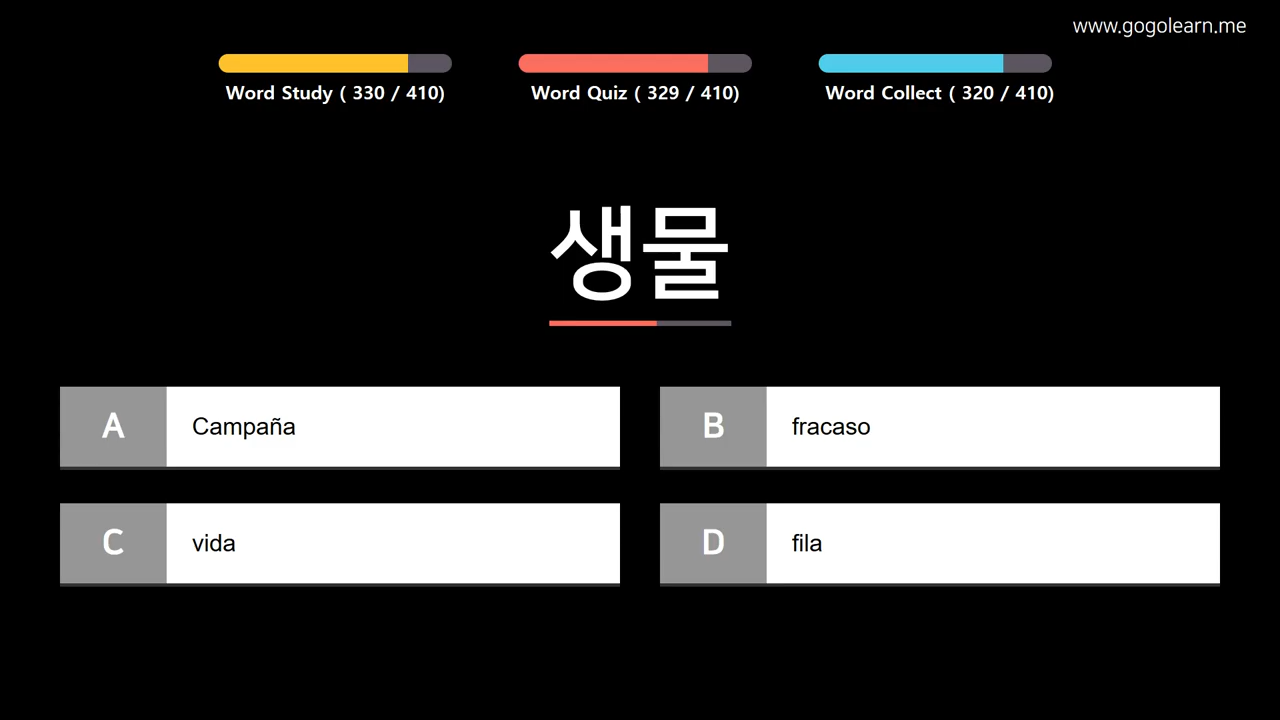 www.gogolearn.me
Word Study ( 330 / 410)
Word Quiz ( 329 / 410)
Word Collect ( 320 / 410)
생물
A Campaña
B fracaso
C vida
D fila